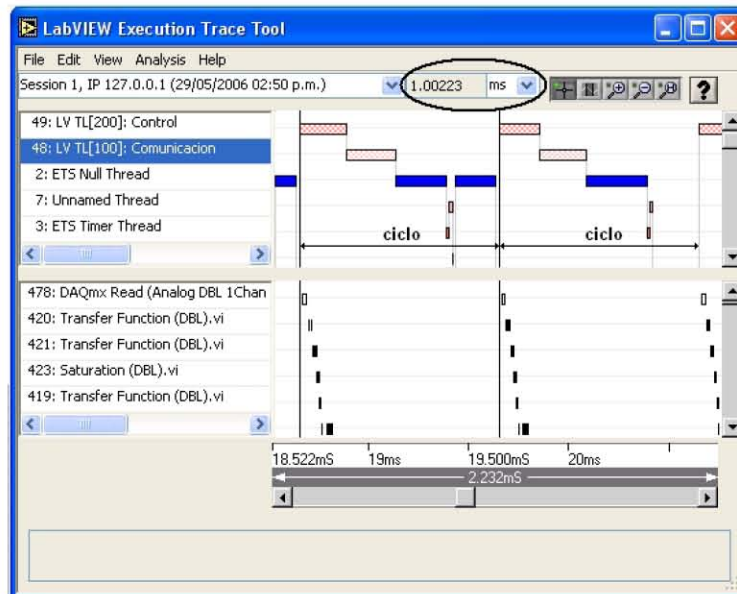 LabVIEW Execution Trace Tool
File Edit View Analysis Help
Session 1, IP 127.0.0.1 (29/05/2006 02:50 p.m.) 1.00223 ms ?
49: LV TL[200]: Control
48: LV TL[100]: Comunicacion
2: ETS Null Thread
7: Unnamed Thread
3: ETS Timer Thread
ciclo ciclo
478: DAQmx Read (Analog DBL 1Chan
420: Transfer Function (DBL).vi
421: Transfer Function (DBL).vi
423: Saturation (DBL).vi
419: Transfer Function (DBL).vi
18.522mS 19ms 19.500mS 20ms
2.232mS